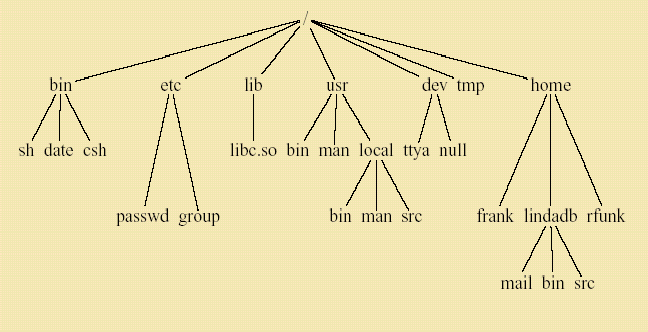 /
bin etc lib usr dev tmp home
sh date csh libc.so bin man local ttya null
passwd group bin man src frank lindadb rfunk
mail bin src